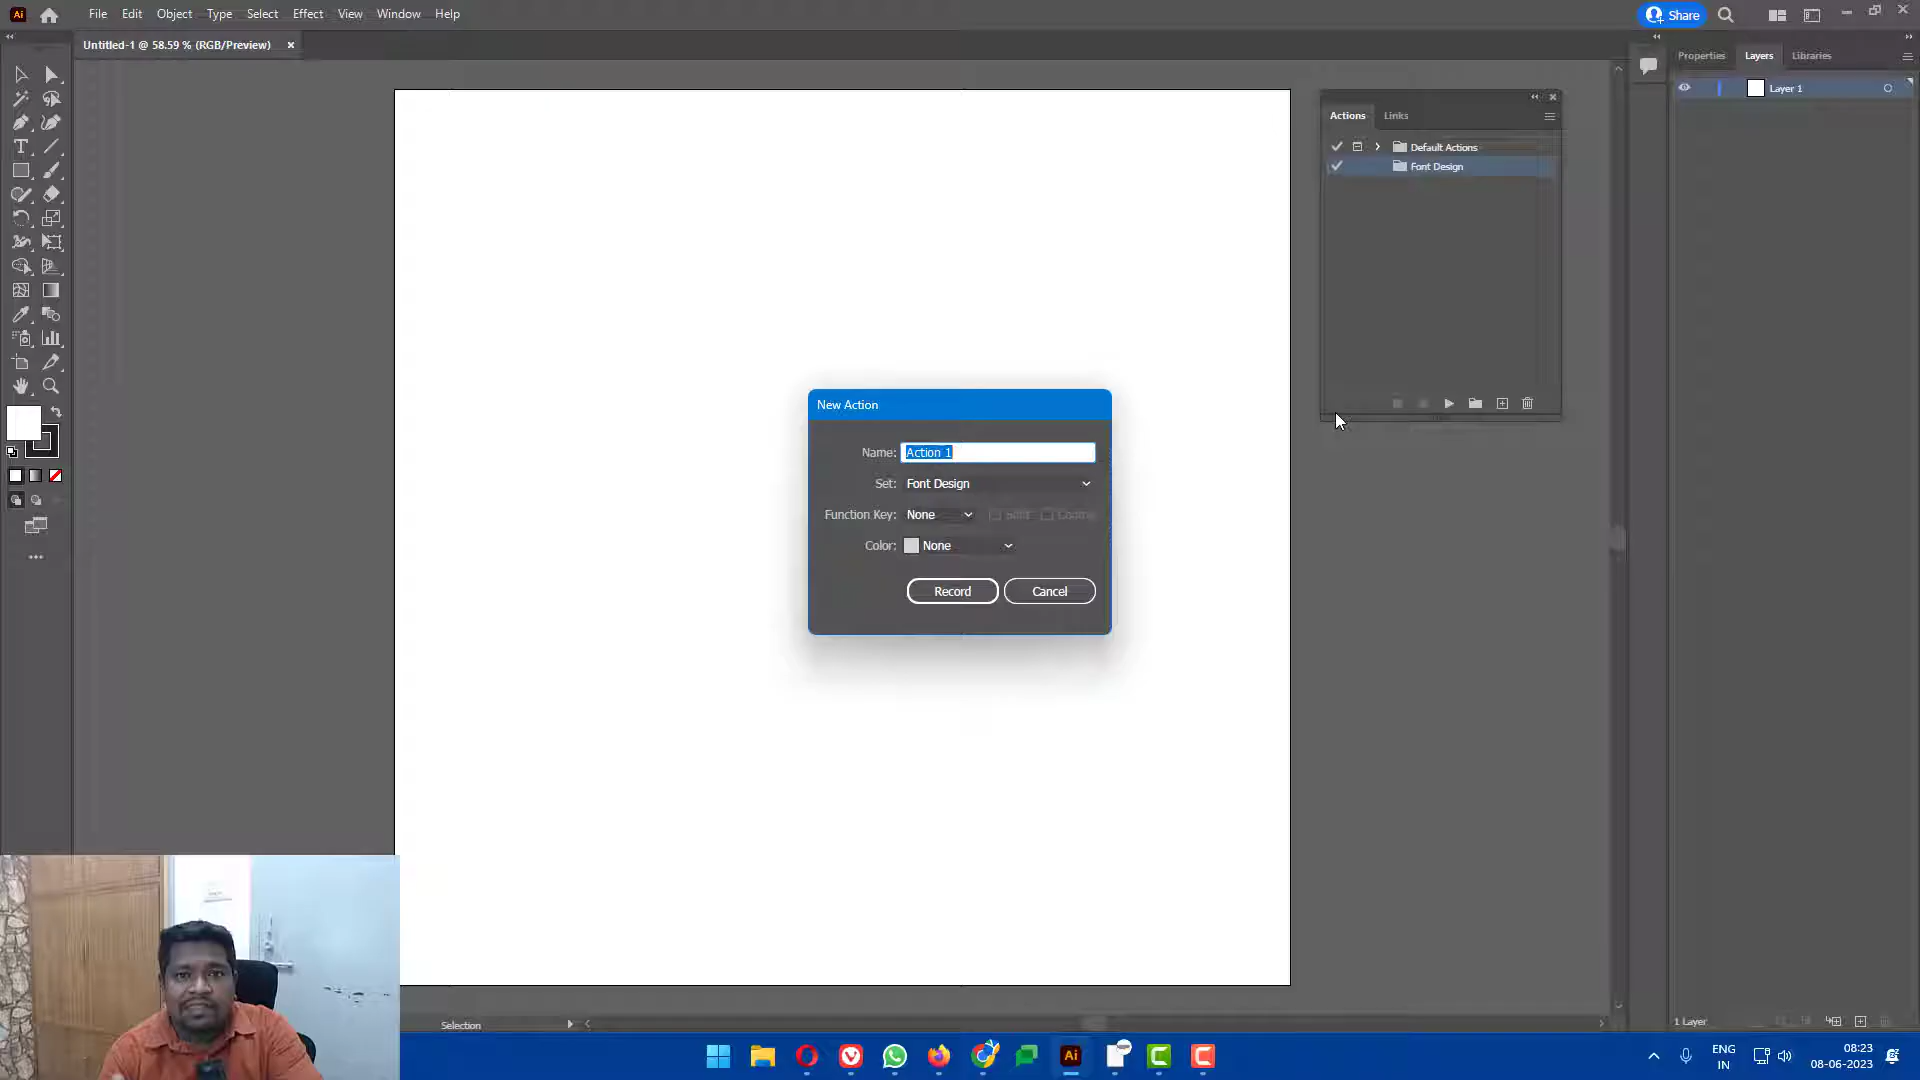 Ai File Edit Object Type Select Effect View Window Help Share
Untitled-1 @ 58.59 % (RGB/Preview) ×
Properties Layers Libraries
Layer 1
Actions Links
Default Actions
Font Design
New Action
Name: Action 1
Set: Font Design
Function Key: None
Color: None
Record Cancel
Selection
1 Layer
Ai
ENG
IN
08:23
08-06-2023